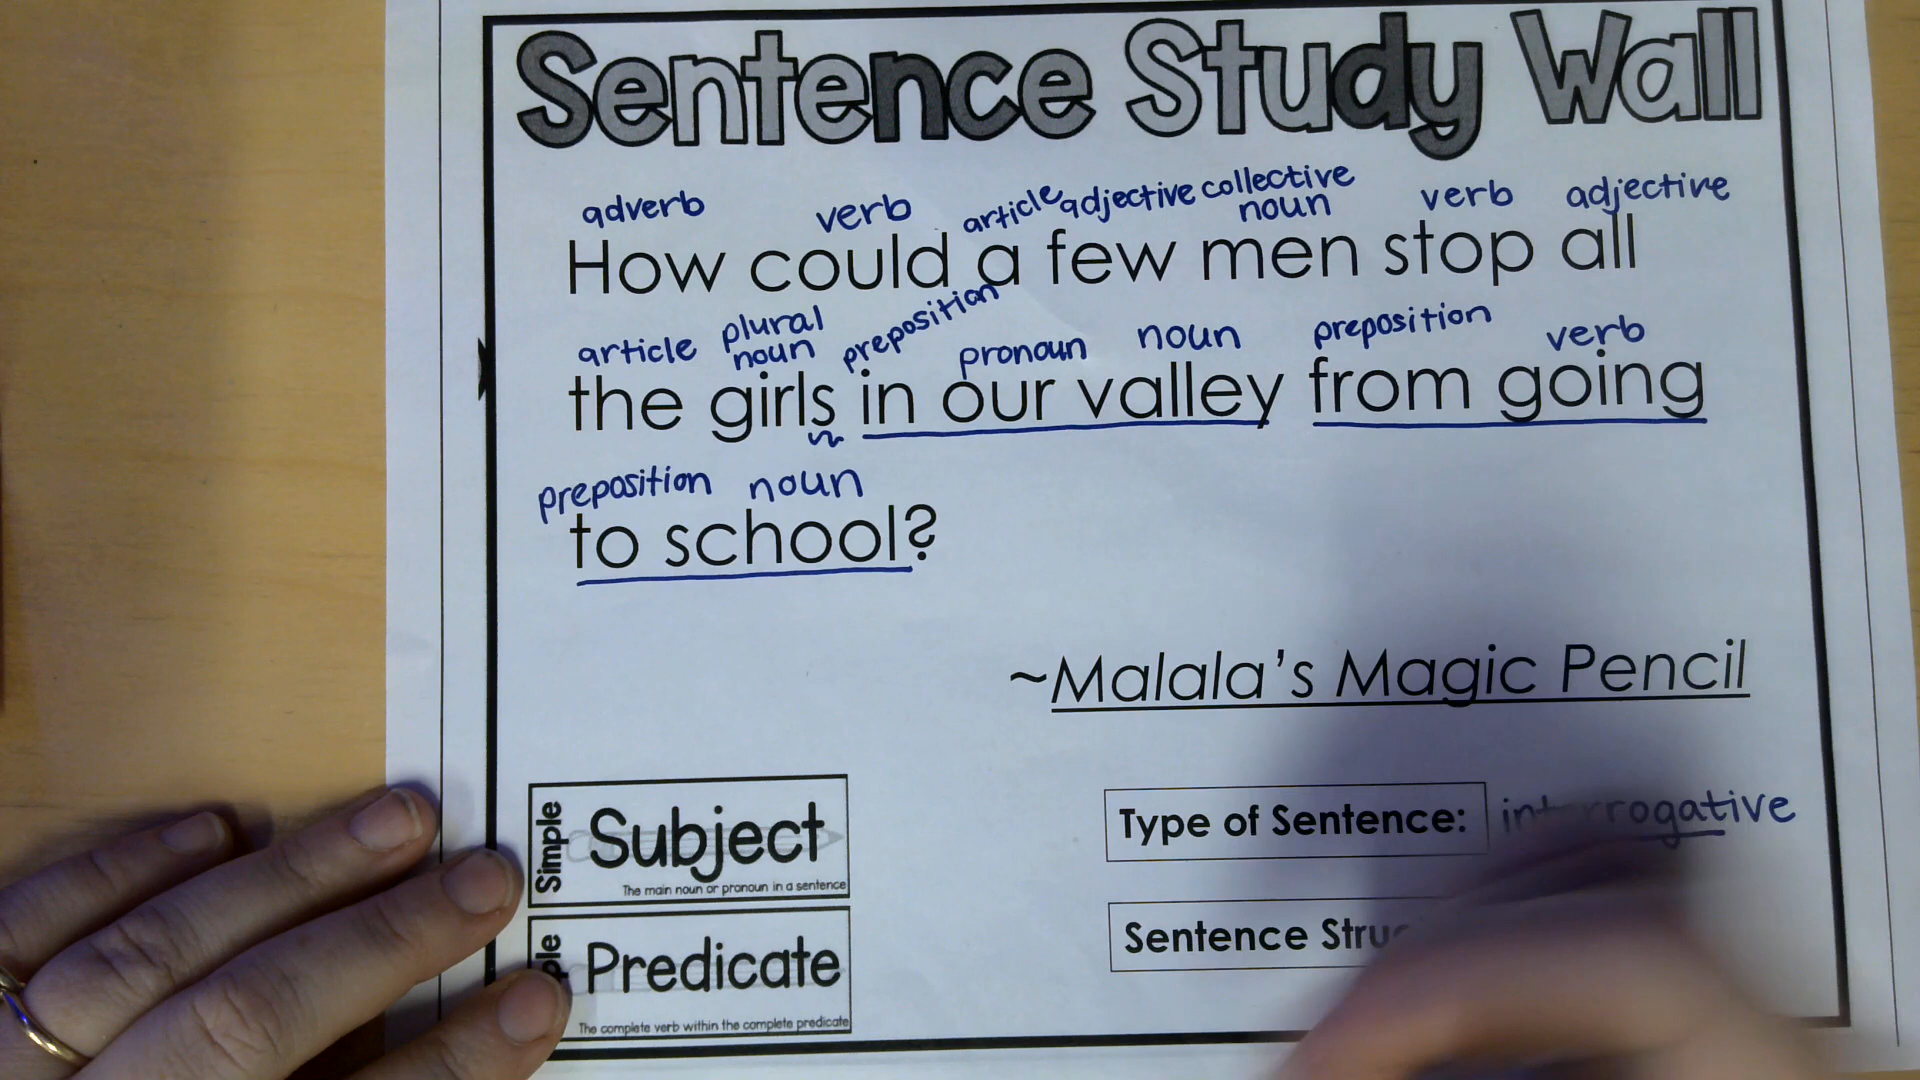 Sentence Study Wall
adverb verb article adjective collective noun verb adjective
How could a few men stop all
article plural noun preposition pronoun noun preposition verb
the girls in our valley from going
preposition noun
to school?
~Malala's Magic Pencil
Simple Subject
The main noun or pronoun in a sentence
Type of Sentence: interrogative
Predicate
The complete verb within the complete predicate
Sentence